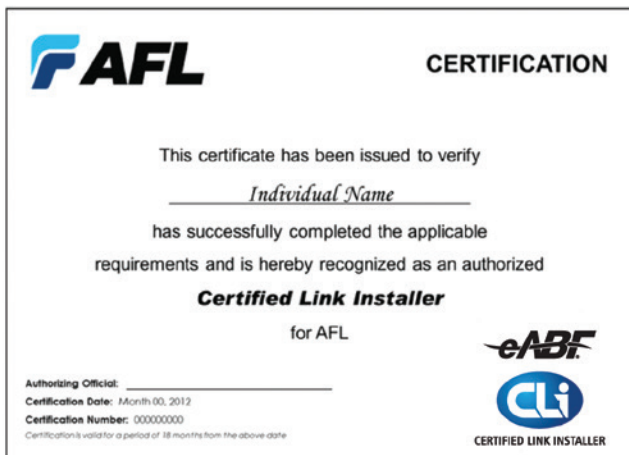 AFL
CERTIFICATION
This certificate has been issued to verify
Individual Name
has successfully completed the applicable
requirements and is hereby recognized as an authorized
Certified Link Installer
for AFL
eABF
Authorizing Official:
Certification Date: Month 00, 2012
Certification Number: 000000000
Certification is valid for a period of 18 months from the above date
CLi
CERTIFIED LINK INSTALLER